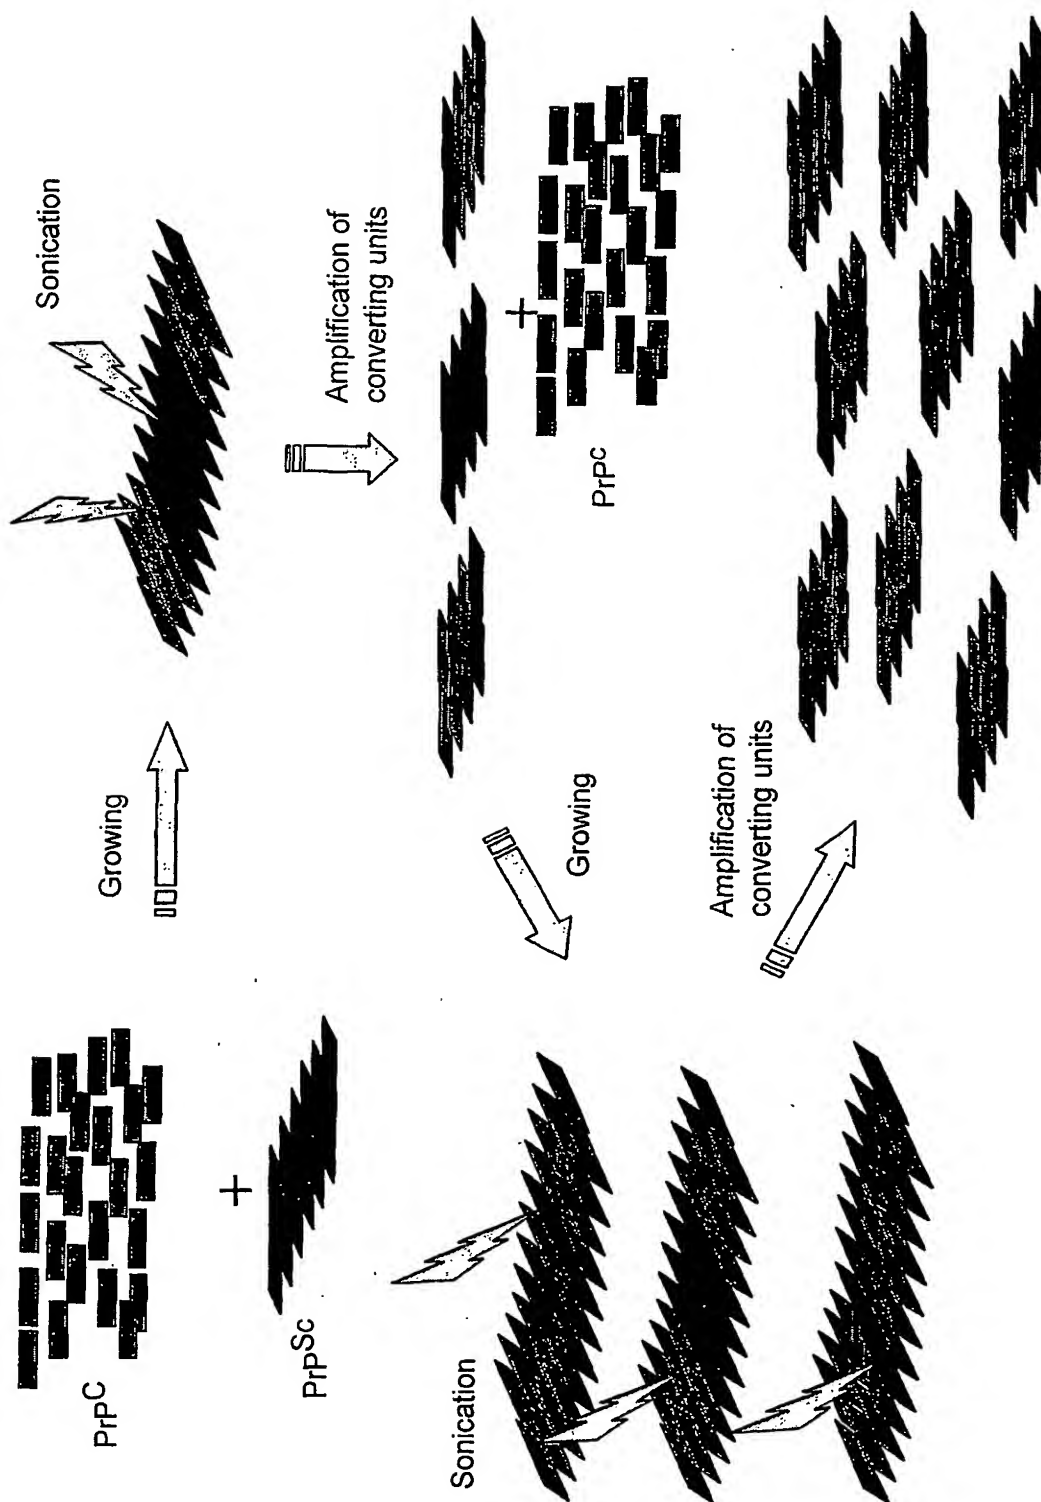 Sonication
PrP^C
Growing
+
PrP^Sc
Amplification of
converting units
Sonication
+
Growing
PrP^c
Amplification of
converting units